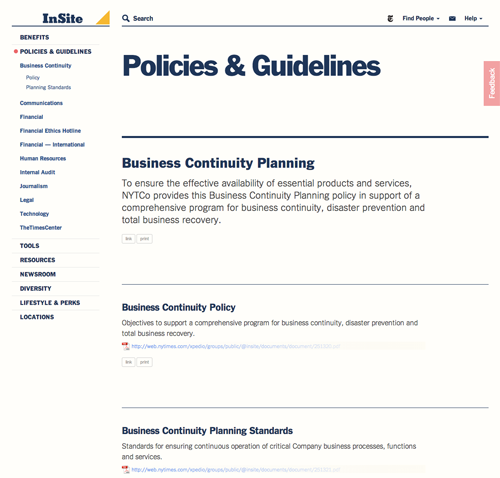 InSite
Search
Find People
Help
BENEFITS
POLICIES & GUIDELINES
Business Continuity
Policy
Planning Standards
Communications
Financial
Financial Ethics Hotline
Financial — International
Human Resources
Internal Audit
Journalism
Legal
Technology
TheTimesCenter
TOOLS
RESOURCES
NEWSROOM
DIVERSITY
LIFESTYLE & PERKS
LOCATIONS
Policies & Guidelines
Feedback
Business Continuity Planning
To ensure the effective availability of essential products and services,
NYTCo provides this Business Continuity Planning policy in support of a
comprehensive program for business continuity, disaster prevention and
total business recovery.
link print
Business Continuity Policy
Objectives to support a comprehensive program for business continuity, disaster prevention and
total business recovery.
http://web.nytimes.com/xpedio/groups/public/@insite/documents/document/
link print
Business Continuity Planning Standards
Standards for ensuring continuous operation of critical Company business processes, functions
and services.
http://web.nytimes.com/xpedio/groups/public/@insite/documents/document/